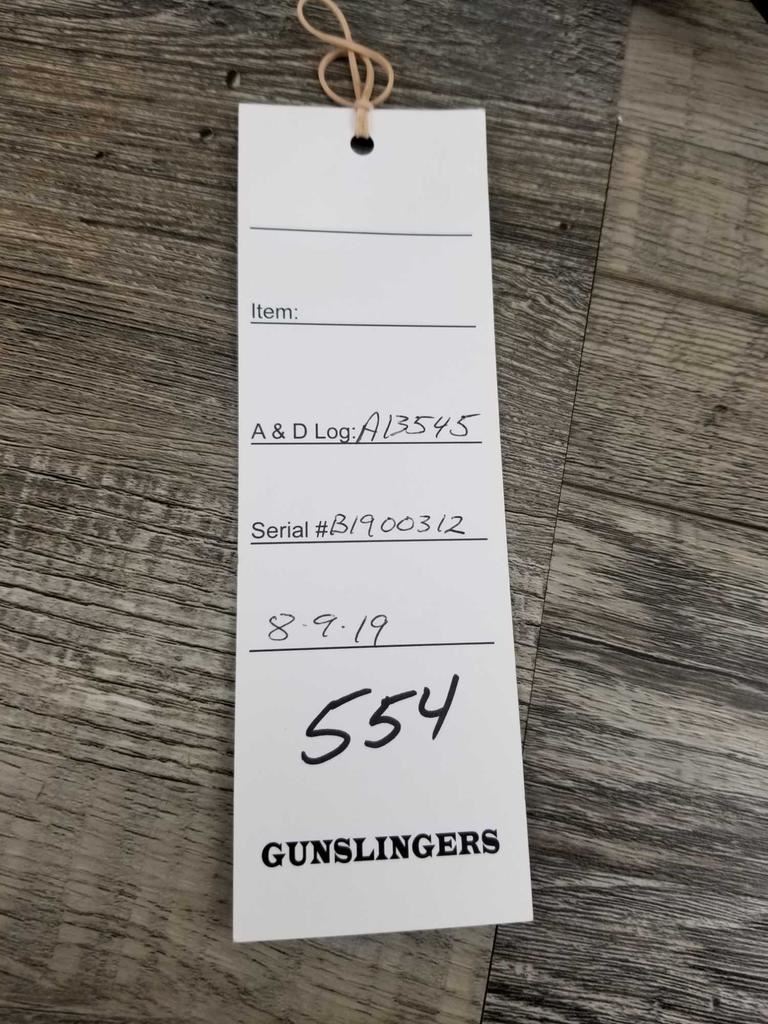 Item:
A & D Log: A13545
Serial # B1900312
8.9.19
554
GUNSLINGERS